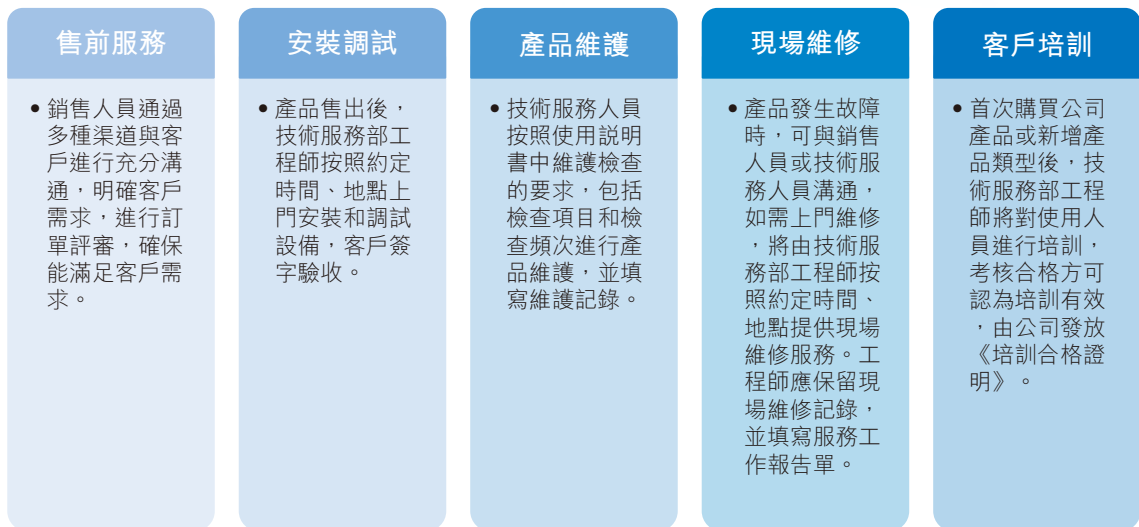 售前服務
銷售人員通過
多種渠道與客
戶進行充分溝
通，明確客戶
需求，進行訂
單評審，確保
能滿足客戶需
求。
安裝調試
產品售出後，
技術服務部工
程師按照約定
時間、地點上
門安裝和調試
設備，客戶簽
字驗收。
產品維護
技術服務人員
按照使用説明
書中維護檢查
的要求，包括
檢查項目和檢
查頻次進行產
品維護，並填
寫維護記錄。
現場維修
產品發生故障
時，可與銷售
人員或技術服
務人員溝通，
如需上門維修
，將由技術服
務部工程師按
照約定時間、
地點提供現場
維修服務。工
程師應保留現
場維修記錄，
並填寫服務工
作報告單。
客戶培訓
首次購買公司
產品或新增產
品類型後，技
術服務部工程
師將對使用人
員進行培訓，
考核合格方可
認為培訓有效
，由公司發放
《培訓合格證
明》。